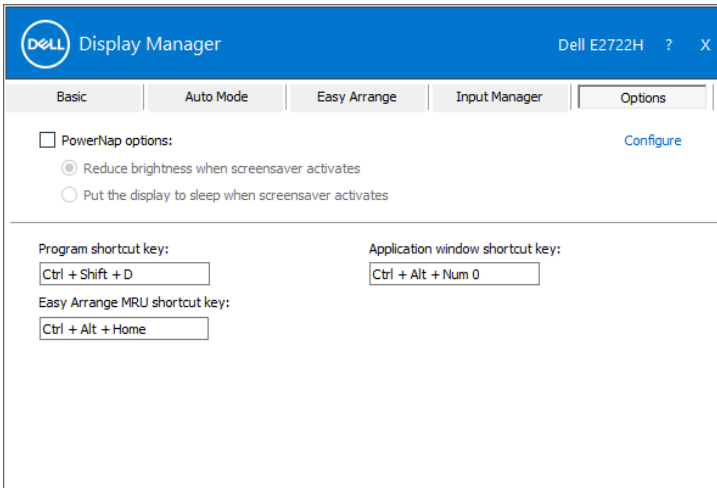 DELL Display Manager Dell E2722H ? X
Basic Auto Mode Easy Arrange Input Manager Options
PowerNap options: Configure
Reduce brightness when screensaver activates
Put the display to sleep when screensaver activates
Program shortcut key: Application window shortcut key:
Ctrl + Shift + D Ctrl + Alt + Num 0
Easy Arrange MRU shortcut key:
Ctrl + Alt + Home